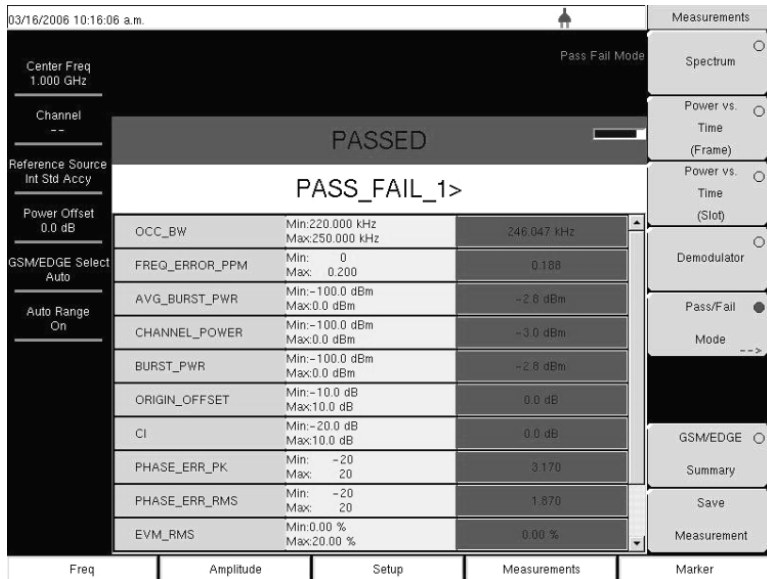 03/16/2006 10:16:06 a.m.
Measurements
Pass Fail Mode
Center Freq
1.000 GHz
Channel
--
Reference Source
Int Std Accy
Power Offset
0.0 dB
GSM/EDGE Select
Auto
Auto Range
On
PASSED
PASS_FAIL_1>
OCC_BW
Min:220.000 kHz
Max:250.000 kHz
246.047 kHz
FREQ_ERROR_PPM
Min: 0
Max: 0.200
0.188
AVG_BURST_PWR
Min:-100.0 dBm
Max:0.0 dBm
-2.8 dBm
CHANNEL_POWER
Min:-100.0 dBm
Max:0.0 dBm
-3.0 dBm
BURST_PWR
Min:-100.0 dBm
Max:0.0 dBm
-2.8 dBm
ORIGIN_OFFSET
Min:-10.0 dB
Max:10.0 dB
0.0 dB
CI
Min:-20.0 dB
Max:10.0 dB
0.0 dB
PHASE_ERR_PK
Min: -20
Max: 20
3.170
PHASE_ERR_RMS
Min: -20
Max: 20
1.870
EVM_RMS
Min:0.00 %
Max:20.00 %
0.00 %
Spectrum
Power vs.
Time
(Frame)
Power vs.
Time
(Slot)
Demodulator
Pass/Fail
Mode
-->
GSM/EDGE
Summary
Save
Measurement
Freq
Amplitude
Setup
Measurements
Marker